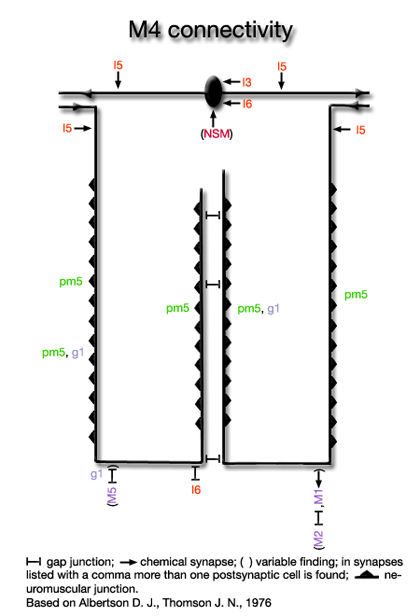 M4 connectivity
I5
I5
I3
I6
(NSM)
I5
I5
pm5
pm5
pm5, g1
pm5
pm5, g1
g1
(M5
I6
(M2 ,M1)
gap junction; chemical synapse; ( ) variable finding; in synapses
listed with a comma more than one postsynaptic cell is found; ne-
uromuscular junction.
Based on Albertson D. J., Thomson J. N., 1976